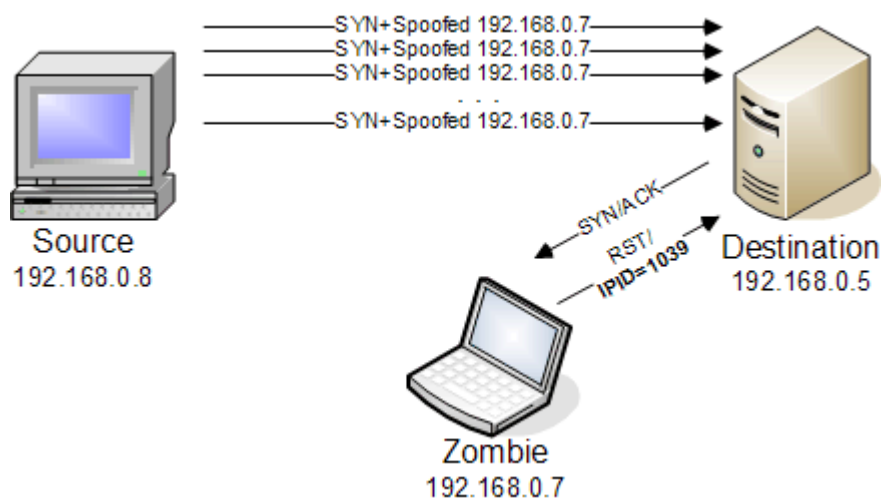 SYN+Spoofed 192.168.0.7
SYN+Spoofed 192.168.0.7
SYN+Spoofed 192.168.0.7
. . .
SYN+Spoofed 192.168.0.7
SYN/ACK
RST/
IPID=1039
Source
192.168.0.8
Destination
192.168.0.5
Zombie
192.168.0.7